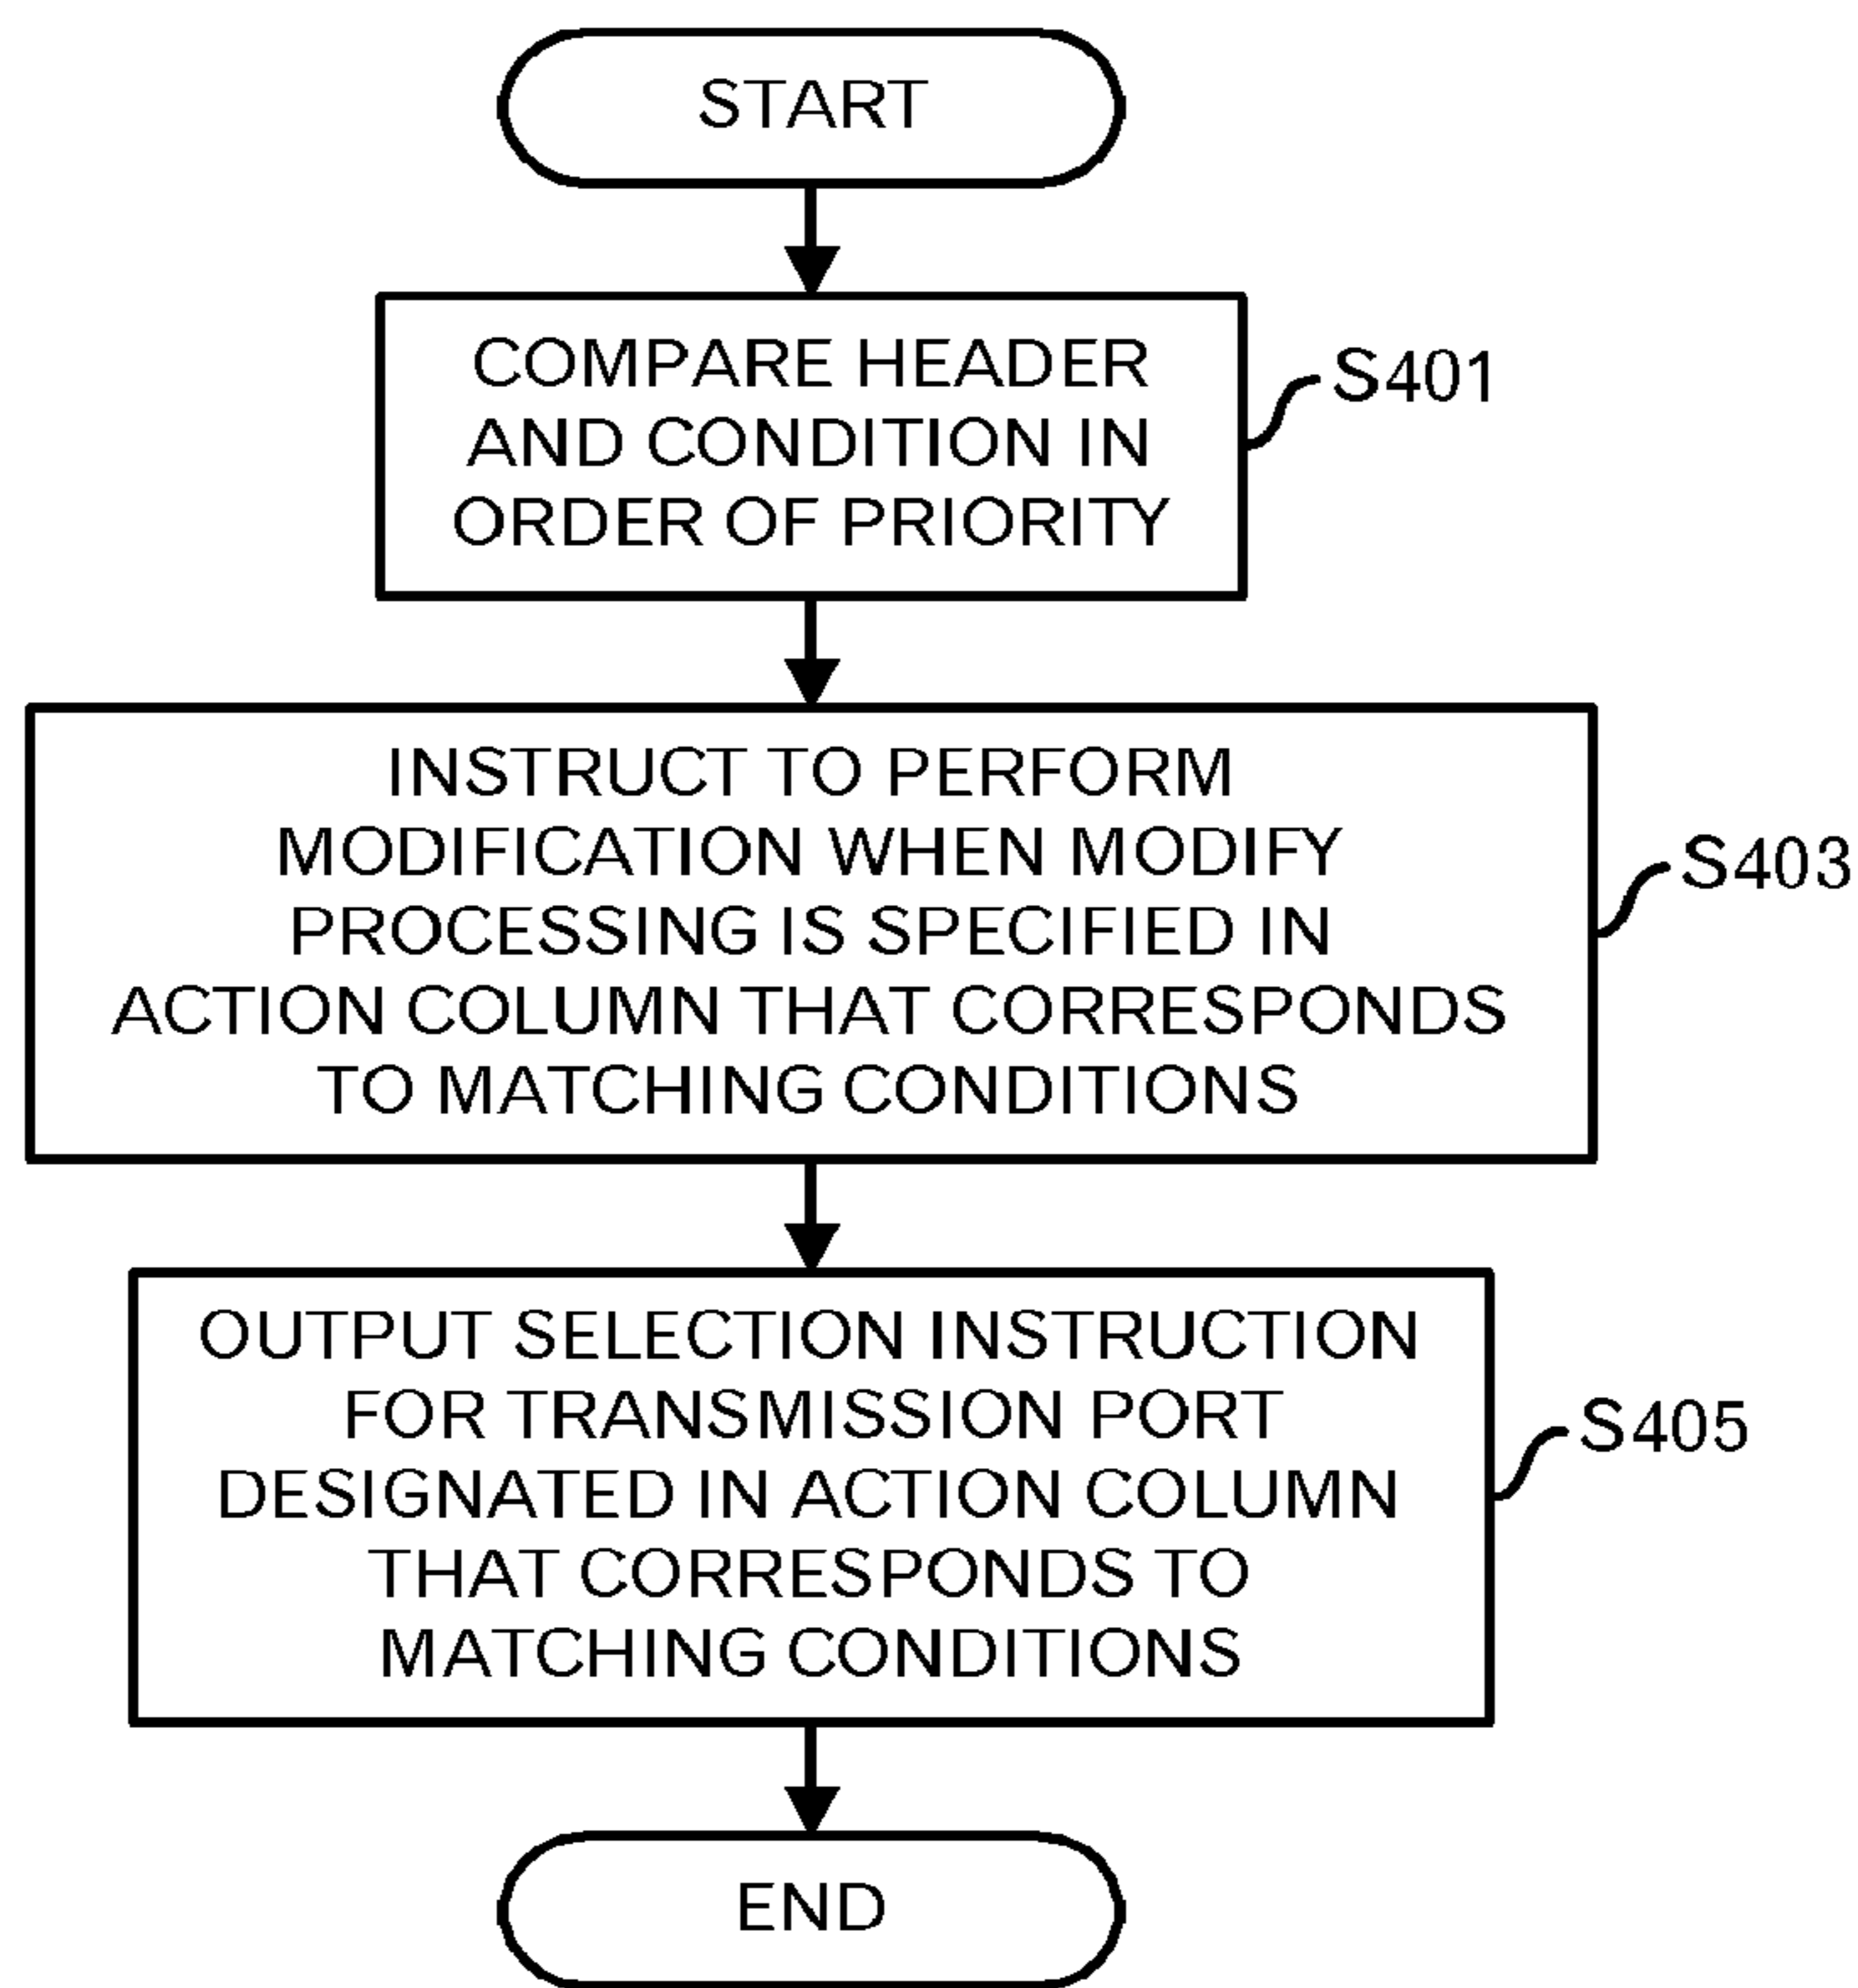 START
COMPARE HEADER
AND CONDITION IN
ORDER OF PRIORITY
S401
INSTRUCT TO PERFORM
MODIFICATION WHEN MODIFY
PROCESSING IS SPECIFIED IN
ACTION COLUMN THAT CORRESPONDS
TO MATCHING CONDITIONS
S403
OUTPUT SELECTION INSTRUCTION
FOR TRANSMISSION PORT
DESIGNATED IN ACTION COLUMN
THAT CORRESPONDS TO
MATCHING CONDITIONS
S405
END